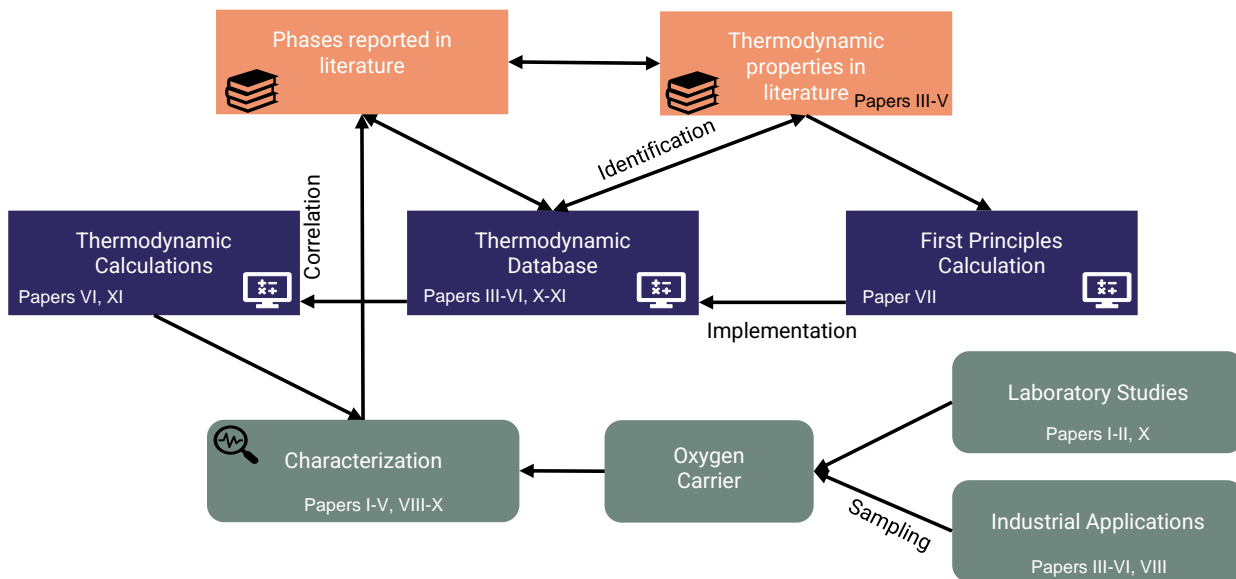 Phases reported in
literature
Thermodynamic
properties in
literature
Papers III-V
Identification
Correlation
Thermodynamic
Calculations
Papers VI, XI
Thermodynamic
Database
Papers III-VI, X-XI
First Principles
Calculation
Paper VII
Implementation
Laboratory Studies
Papers I-II, X
Characterization
Papers I-V, VIII-X
Oxygen
Carrier
Sampling
Industrial Applications
Papers III-VI, VIII